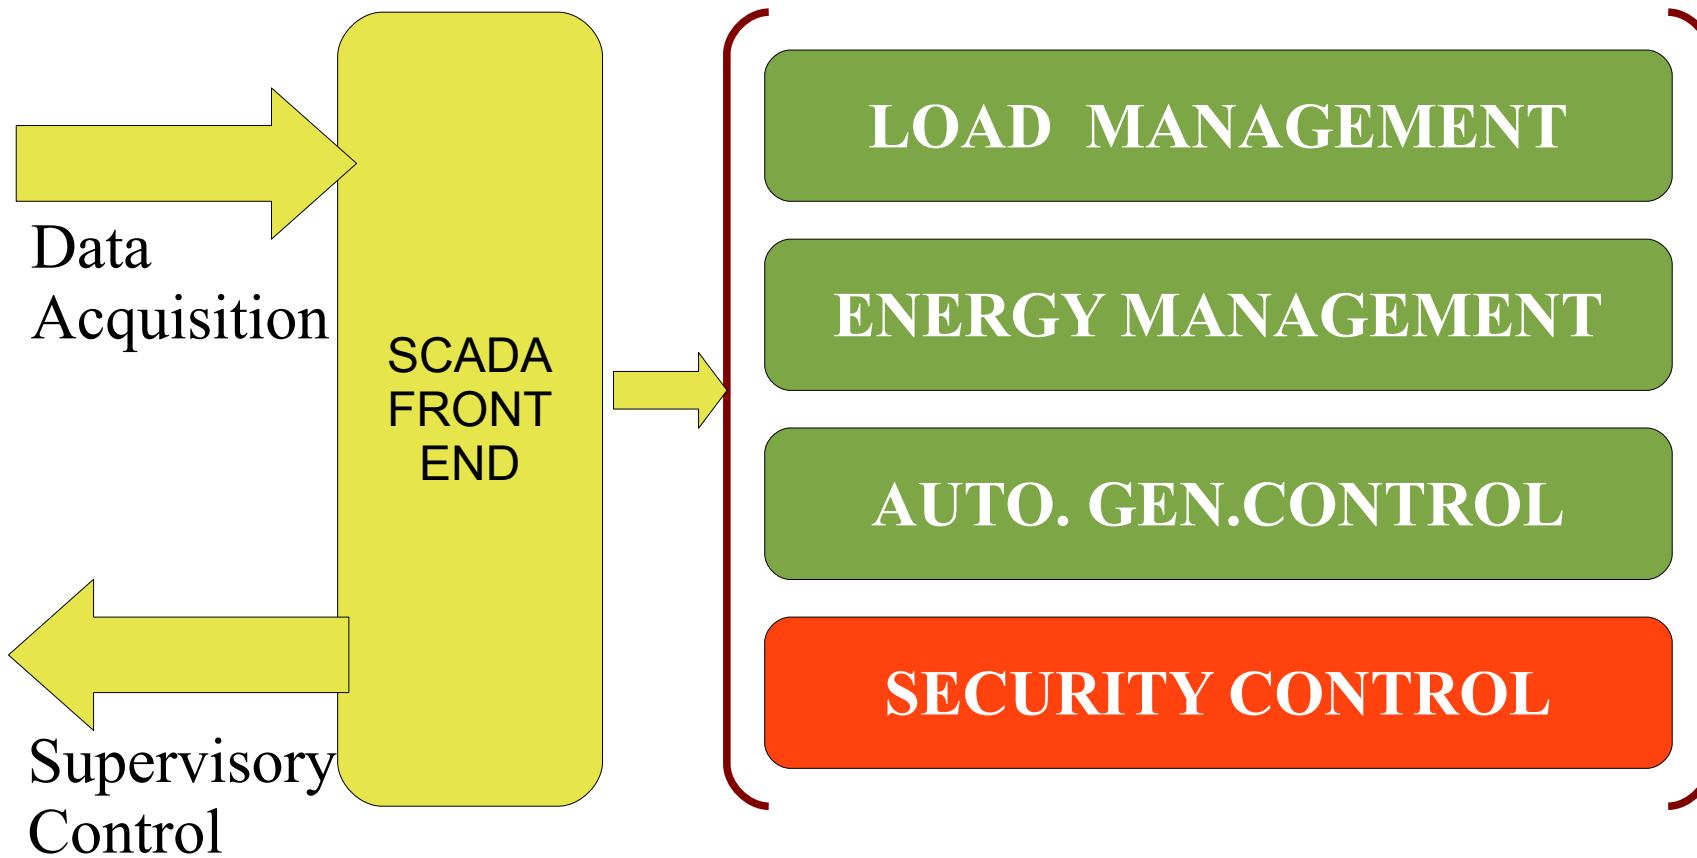 Data
Acquisition
SCADA
FRONT
END
Supervisory
Control
LOAD  MANAGEMENT
ENERGY MANAGEMENT
AUTO. GEN.CONTROL
SECURITY CONTROL